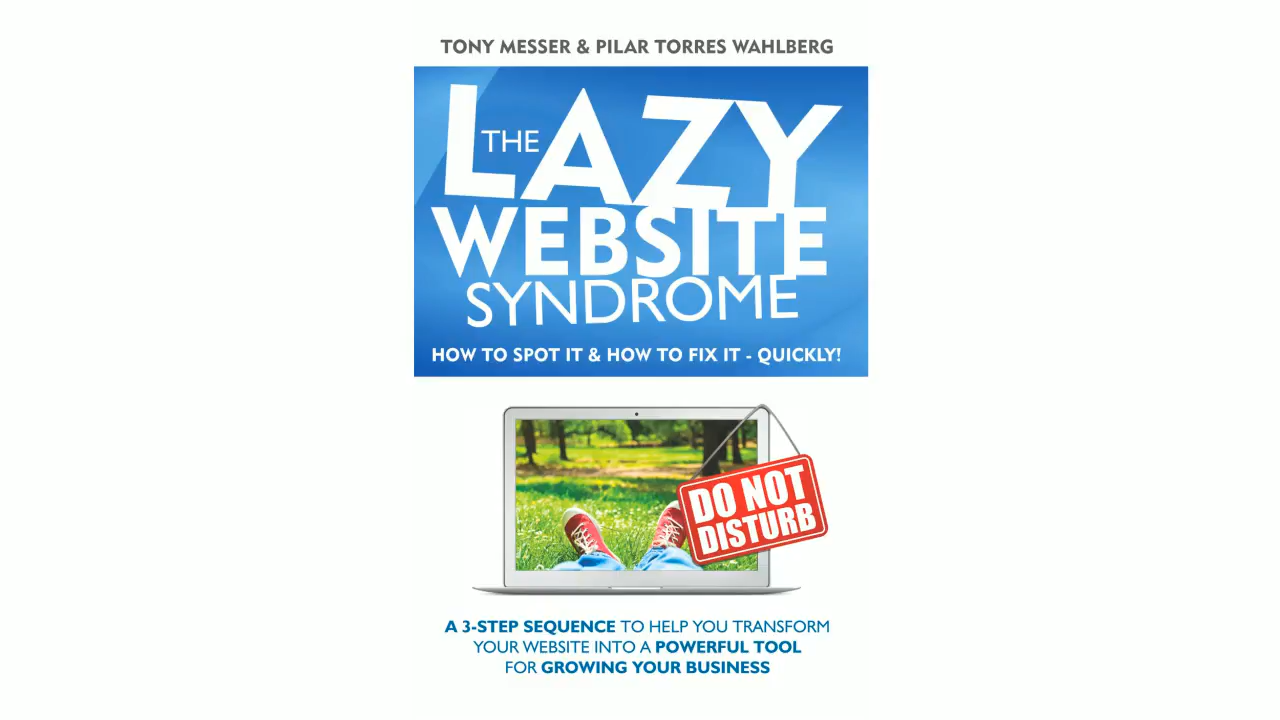 TONY MESSER & PILAR TORRES WAHLBERG
THE LAZY
WEBSITE
SYNDROME
HOW TO SPOT IT & HOW TO FIX IT - QUICKLY!
DO NOT
DISTURB
A 3-STEP SEQUENCE TO HELP YOU TRANSFORM
YOUR WEBSITE INTO A POWERFUL TOOL
FOR GROWING YOUR BUSINESS